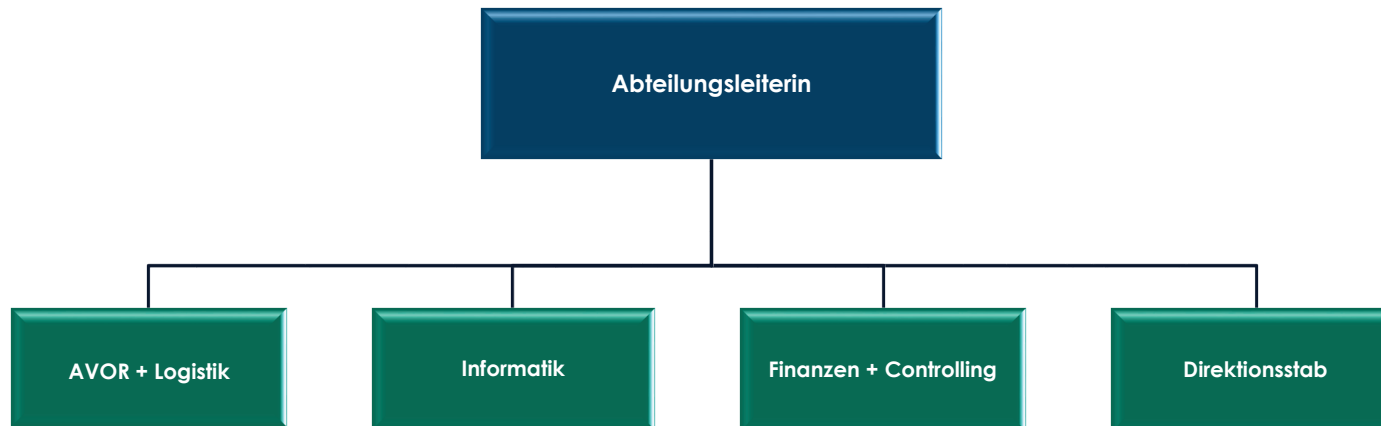 Abteilungsleiterin
AVOR + Logistik
Informatik
Finanzen + Controlling
Direktionsstab